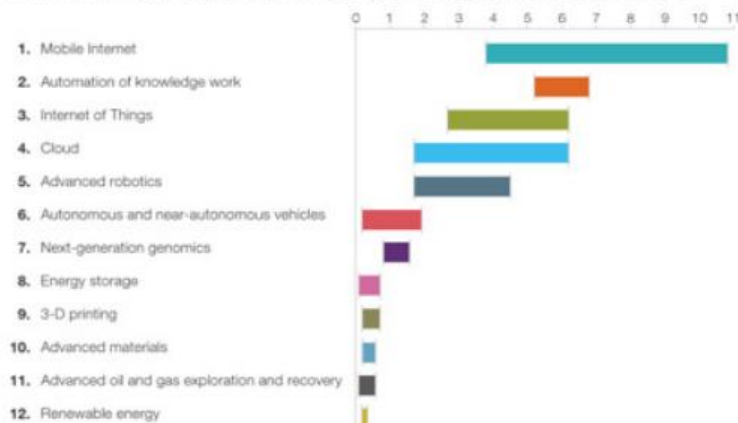 0 1 2 3 4 5 6 7 8 9 10 11
1. Mobile Internet
2. Automation of knowledge work
3. Internet of Things
4. Cloud
5. Advanced robotics
6. Autonomous and near-autonomous vehicles
7. Next-generation genomics
8. Energy storage
9. 3-D printing
10. Advanced materials
11. Advanced oil and gas exploration and recovery
12. Renewable energy